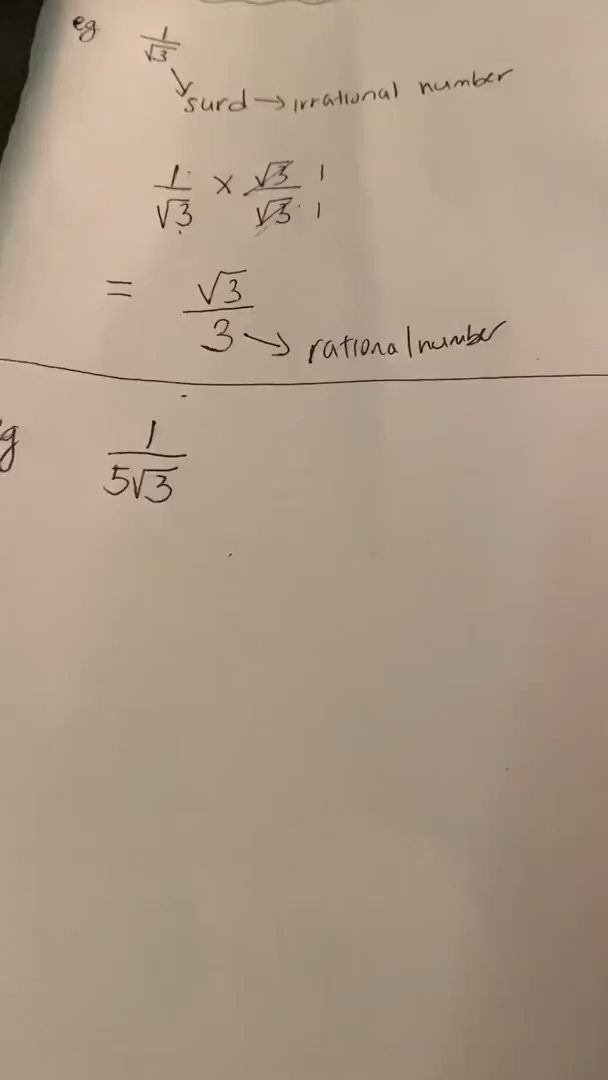 eg 1/√3
surd → irrational number
1/√3 × √3/√3 1 1
= √3/3 → rational number
g 1/5√3